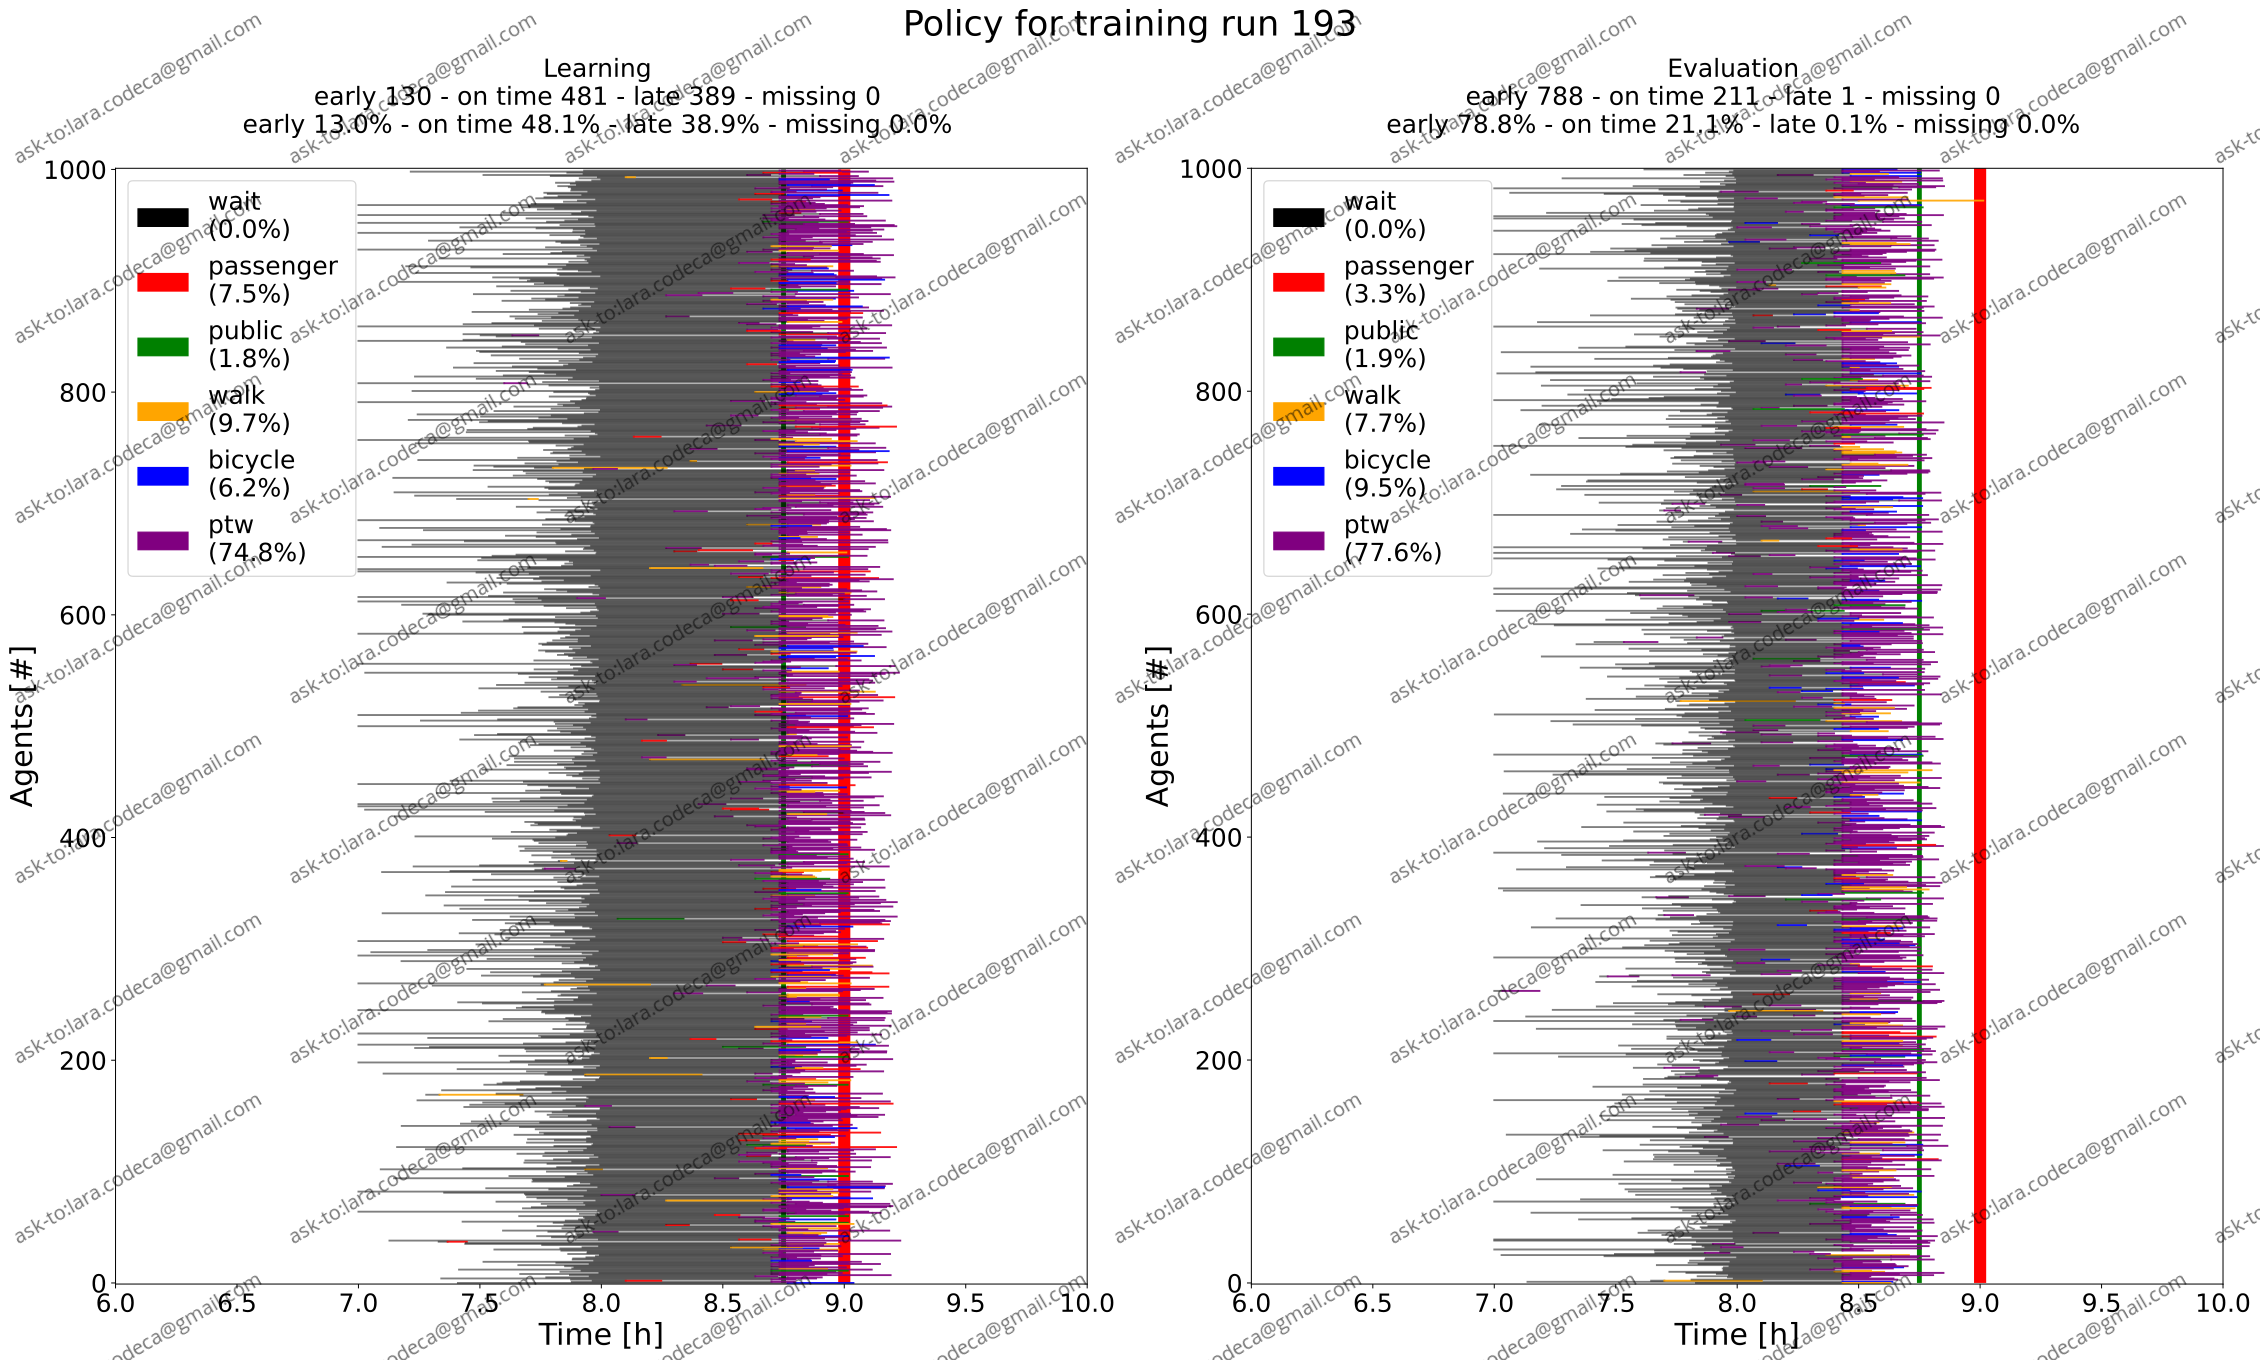 Policy for training run 193
Learning
early 130 - on time 481 - late 389 - missing 0
early 13.0% - on time 48.1% - late 38.9% - missing 0.0%
Agents [#]
1000
800
600
400
200
0
wait
(0.0%)
passenger
(7.5%)
public
(1.8%)
walk
(9.7%)
bicycle
(6.2%)
ptw
(74.8%)
6.0 6.5 7.0 7.5 8.0 8.5 9.0 9.5 10.0
Time [h]
Evaluation
early 788 - on time 211 - late 1 - missing 0
early 78.8% - on time 21.1% - late 0.1% - missing 0.0%
Agents [#]
1000
800
600
400
200
0
wait
(0.0%)
passenger
(3.3%)
public
(1.9%)
walk
(7.7%)
bicycle
(9.5%)
ptw
(77.6%)
6.0 6.5 7.0 7.5 8.0 8.5 9.0 9.5 10.0
Time [h]
ask-to:lara.codeca@gmail.com